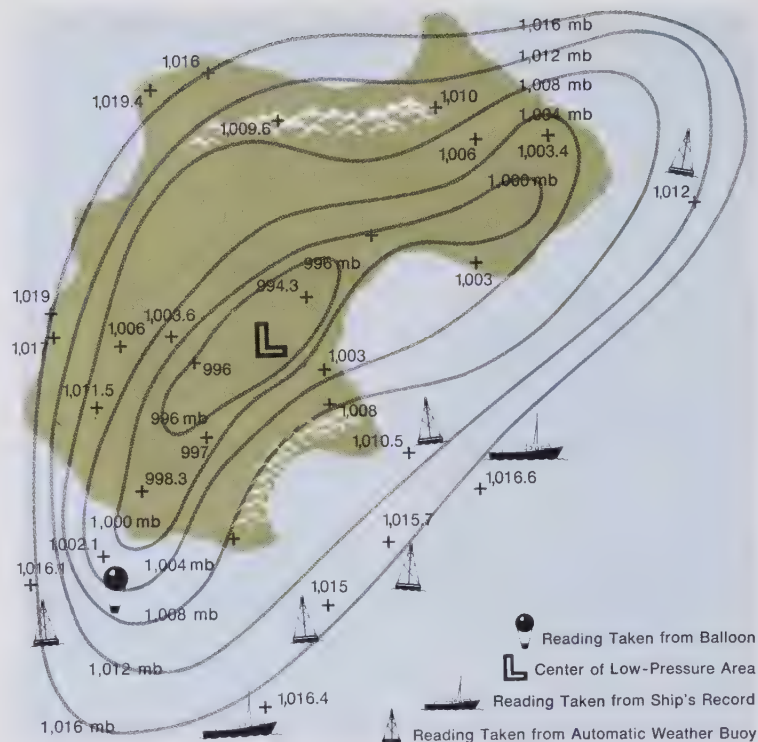 1,016 mb
1,012 mb
1,008 mb
1,004 mb
1,000 mb
1,016
1,019.4
1,010
1,009.6
1,006
1,003.4
1,012
996 mb
994.3
1,003
1,019
1,017
1,006
1,003.6
996
1,003
1,011.5
996 mb
1,008
997
1,010.5
998.3
1,016.6
1,000 mb
1,015.7
1002.1
1,004 mb
1,016.1
1,015
1,008 mb
1,012 mb
1,016.4
1,016 mb
Reading Taken from Balloon
L Center of Low-Pressure Area
Reading Taken from Ship's Record
Reading Taken from Automatic Weather Buoy
L